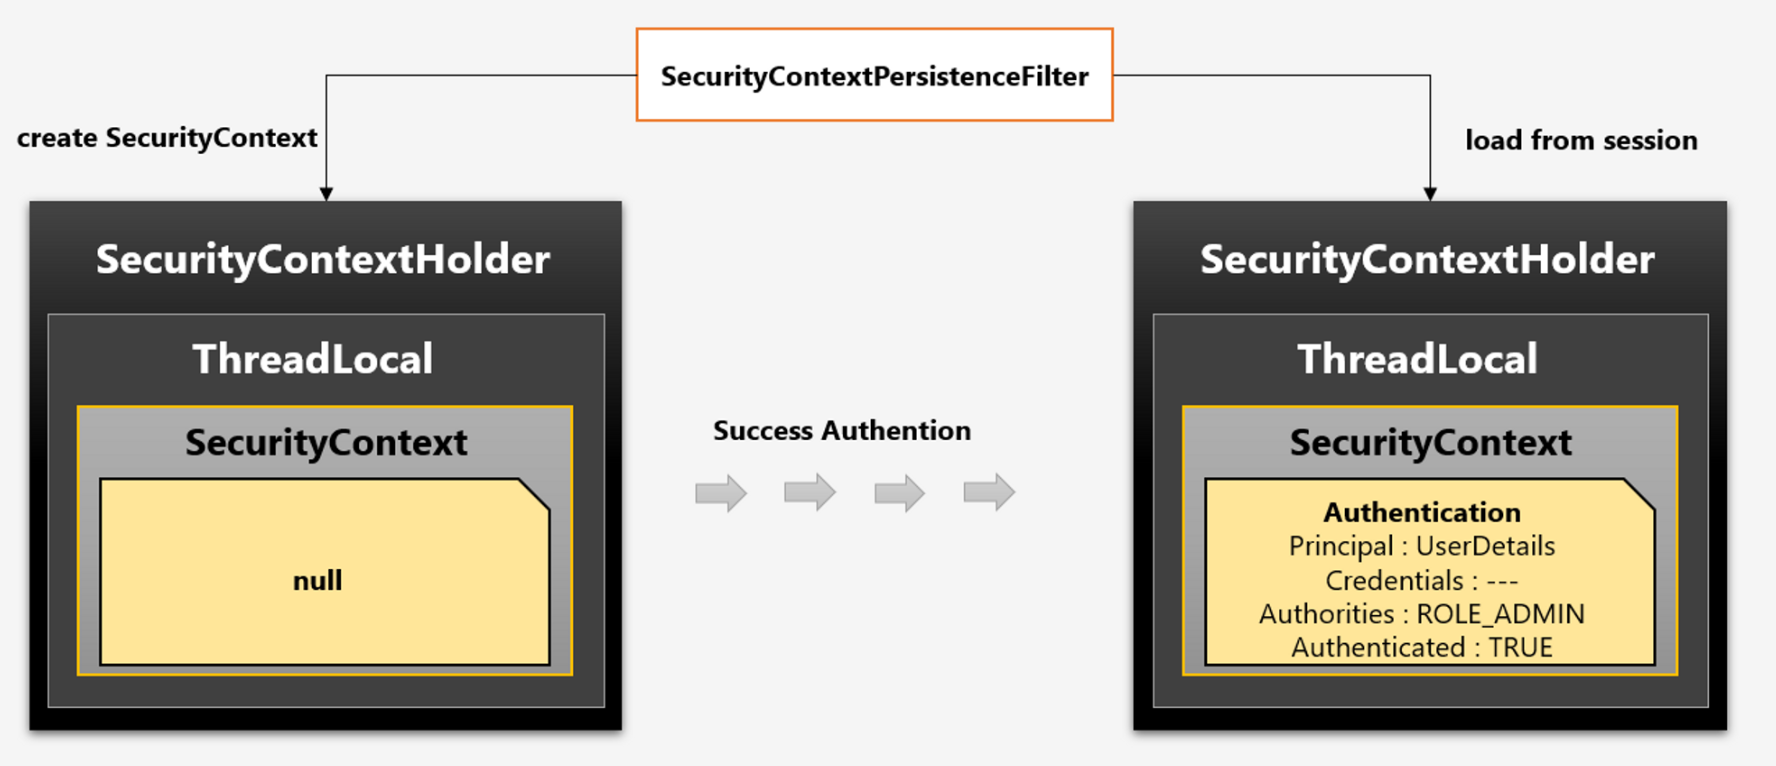 SecurityContextPersistenceFilter
create SecurityContext
load from session
SecurityContextHolder
ThreadLocal
SecurityContext
null
Success Authention
SecurityContextHolder
ThreadLocal
SecurityContext
Authentication
Principal : UserDetails
Credentials : ---
Authorities : ROLE_ADMIN
Authenticated : TRUE